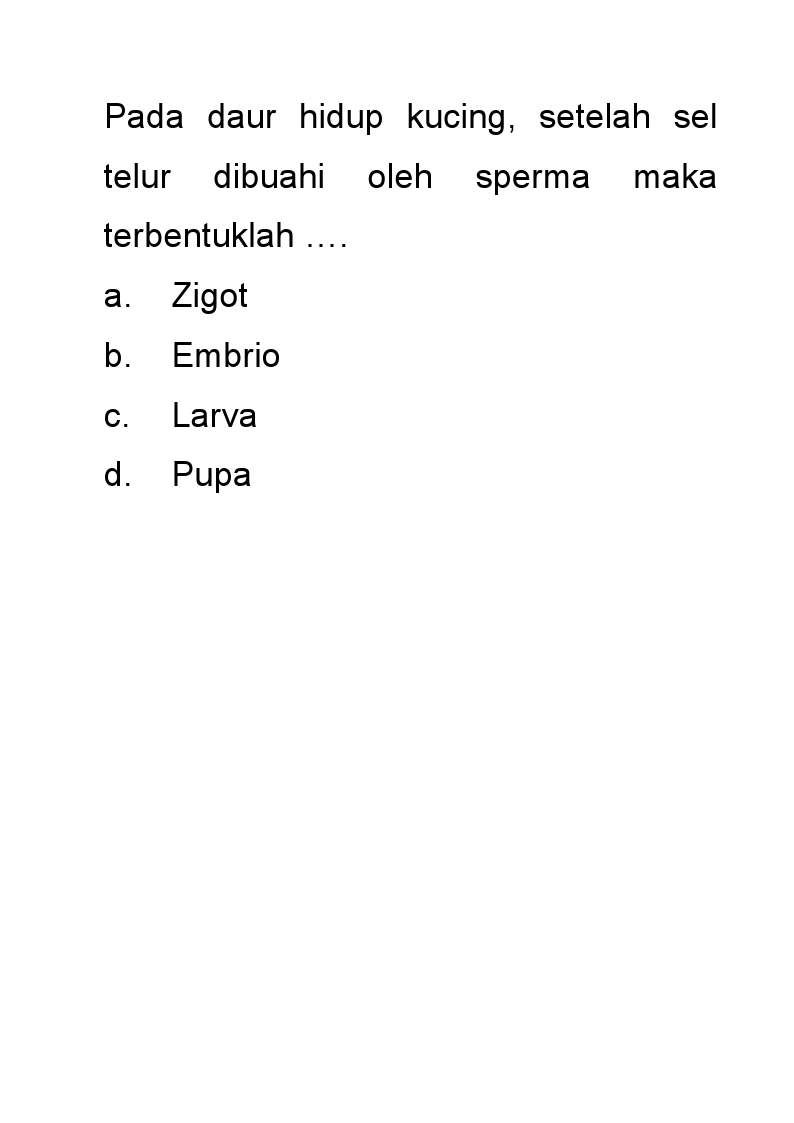 Pada daur hidup kucing, setelah sel
telur dibuahi oleh sperma maka
terbentuklah ….
a. Zigot
b. Embrio
c. Larva
d. Pupa